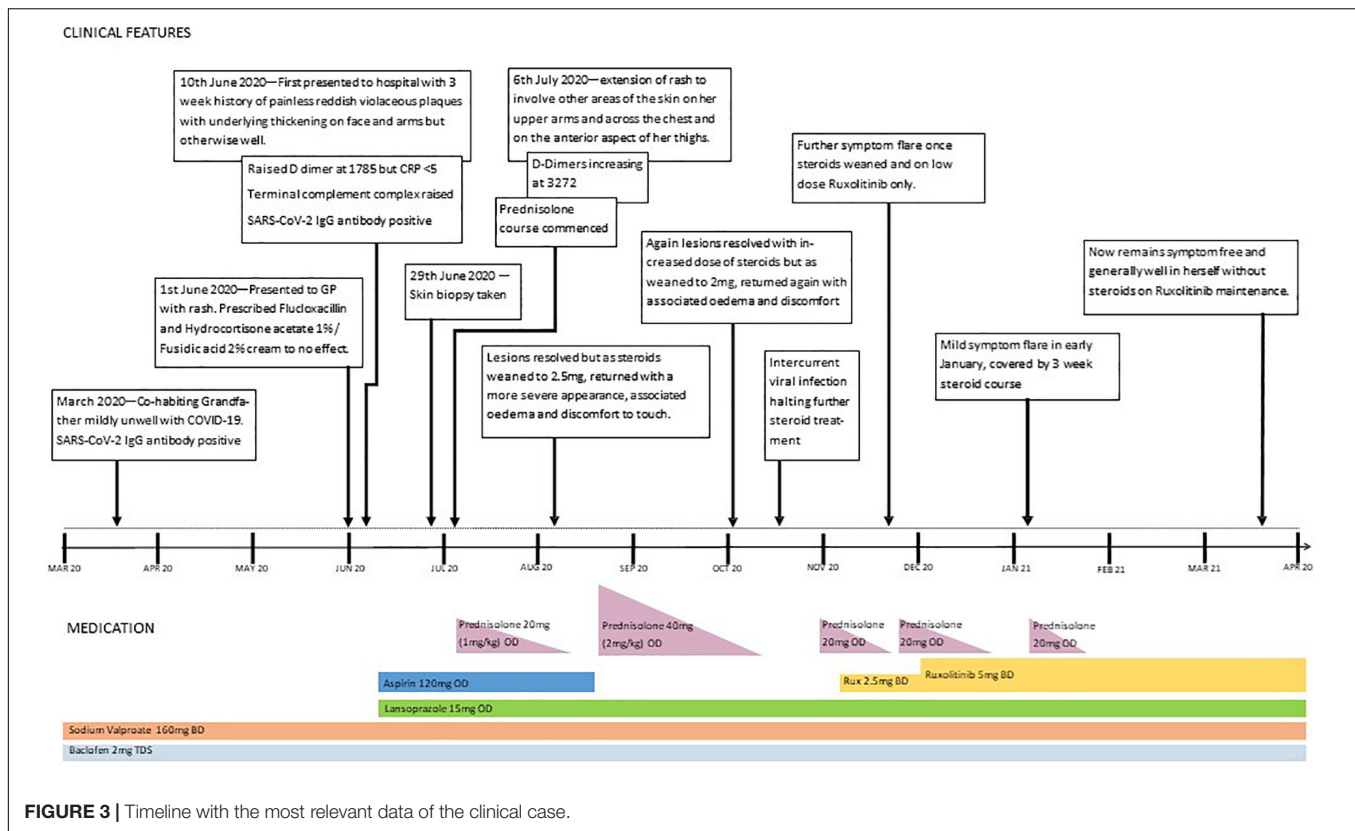 CLINICAL FEATURES
10th June 2020—First presented to hospital with 3
week history of painless reddish violaceous plaques
with underlying thickening on face and arms but
otherwise well.
Raised D dimer at 1785 but CRP <5
Terminal complement complex raised
SARS-CoV-2 IgG antibody positive
1st June 2020—Presented to GP
with rash. Prescribed Flucloxacillin
and Hydrocortisone acetate 1%/
Fusidic acid 2% cream to no effect.
March 2020—Co-habiting Grandfa-
ther mildly unwell with COVID-19.
SARS-CoV-2 IgG antibody positive
29th June 2020 —
Skin biopsy taken
6th July 2020—extension of rash to
involve other areas of the skin on her
upper arms and across the chest and
on the anterior aspect of her thighs.
D-Dimers increasing
at 3272
Prednisolone
course commenced
Lesions resolved but as steroids
weaned to 2.5mg, returned with a
more severe appearance, associated
oedema and discomfort to touch.
Again lesions resolved with in-
creased dose of steroids but as
weaned to 2mg, returned again with
associated oedema and discomfort
Intercurrent
viral infection
halting further
steroid treat-
ment
Further symptom flare once
steroids weaned and on low
dose Ruxolitinib only.
Mild symptom flare in early
January, covered by 3 week
steroid course
Now remains symptom free and
generally well in herself without
steroids on Ruxolitinib maintenance.
MAR 20 APR 20 MAY 20 JUN 20 JUL 20 AUG 20 SEP 20 OCT 20 NOV 20 DEC 20 JAN 21 FEB 21 MAR 21 APR 20
MEDICATION
Prednisolone 20mg
(1mg/kg) OD
Prednisolone 40mg
(2mg/kg) OD
Prednisolone
20mg OD
Prednisolone
20mg OD
Prednisolone
20mg OD
Aspirin 120mg OD
Rux 2.5mg BD
Ruxolitinib 5mg BD
Lansoprazole 15mg OD
Sodium Valproate 160mg BD
Baclofen 2mg TDS
FIGURE 3 | Timeline with the most relevant data of the clinical case.